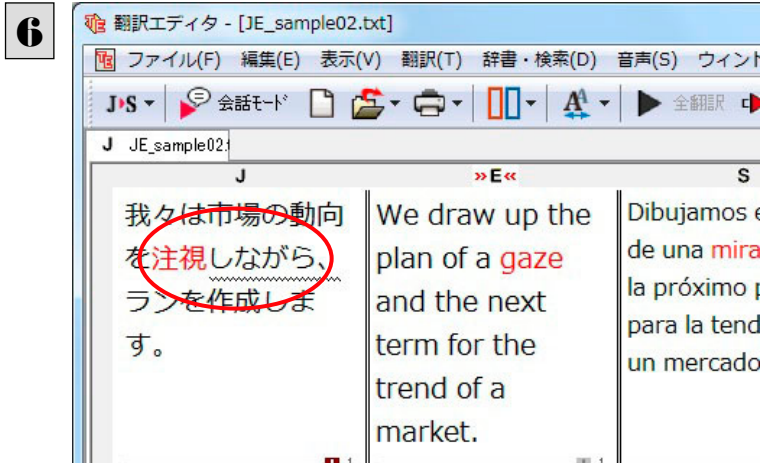 6
翻訳エディタ - [JE_sample02.txt]
ファイル(F) 編集(E) 表示(V) 翻訳(T) 辞書・検索(D) 音声(S) ウィント
J▸S 会話モード 全翻訳
J JE_sample02.t
J »E« S
我々は市場の動向
を注視しながら、
ランを作成しま
す。
We draw up the
plan of a gaze
and the next
term for the
trend of a
market.
Dibujamos e
de una mira
la próximo p
para la tend
un mercado
1
1